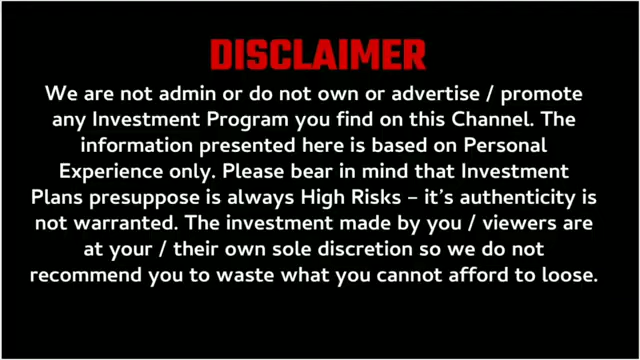 DISCLAIMER
We are not admin or do not own or advertise / promote
any Investment Program you find on this Channel. The
information presented here is based on Personal
Experience only. Please bear in mind that Investment
Plans presuppose is always High Risks – it's authenticity is
not warranted. The investment made by you / viewers are
at your / their own sole discretion so we do not
recommend you to waste what you cannot afford to loose.